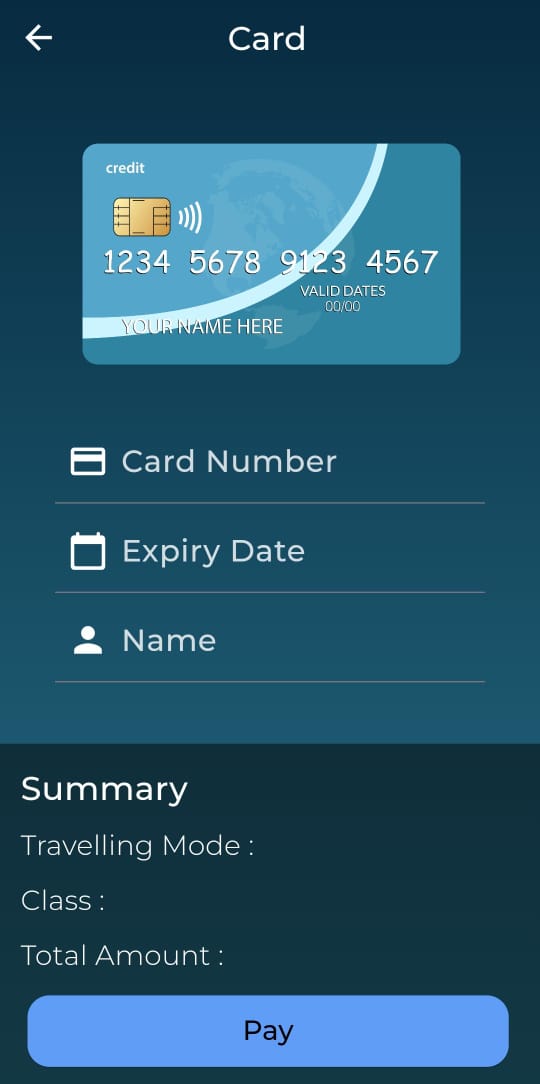 Card
credit
1234 5678 9123 4567
VALID DATES
00/00
YOUR NAME HERE
Card Number
Expiry Date
Name
Summary
Travelling Mode :
Class :
Total Amount :
Pay